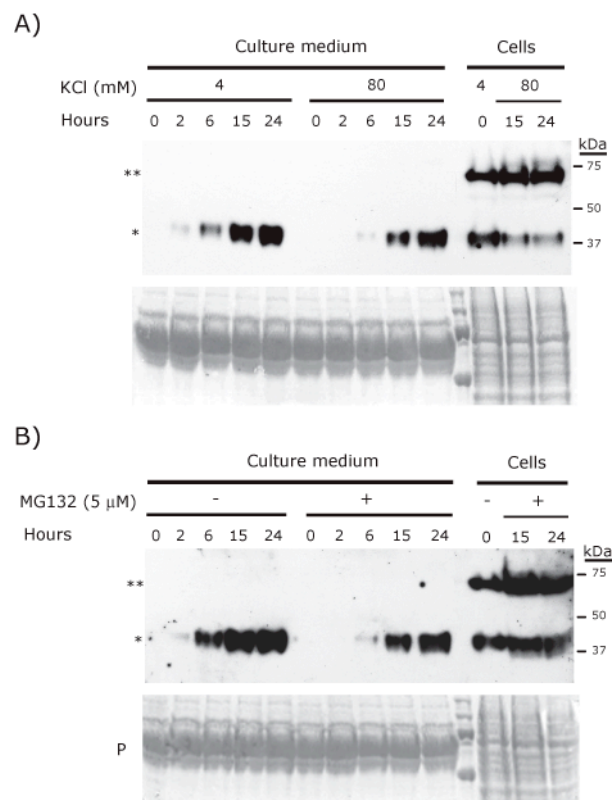 A)
Culture medium Cells
KCl (mM) 4 80 4 80
Hours 0 2 6 15 24 0 2 6 15 24 0 15 24
kDa
** 75
50
* 37
B)
Culture medium Cells
MG132 (5 μM) - + - +
Hours 0 2 6 15 24 0 2 6 15 24 0 15 24
kDa
** 75
50
* 37
P